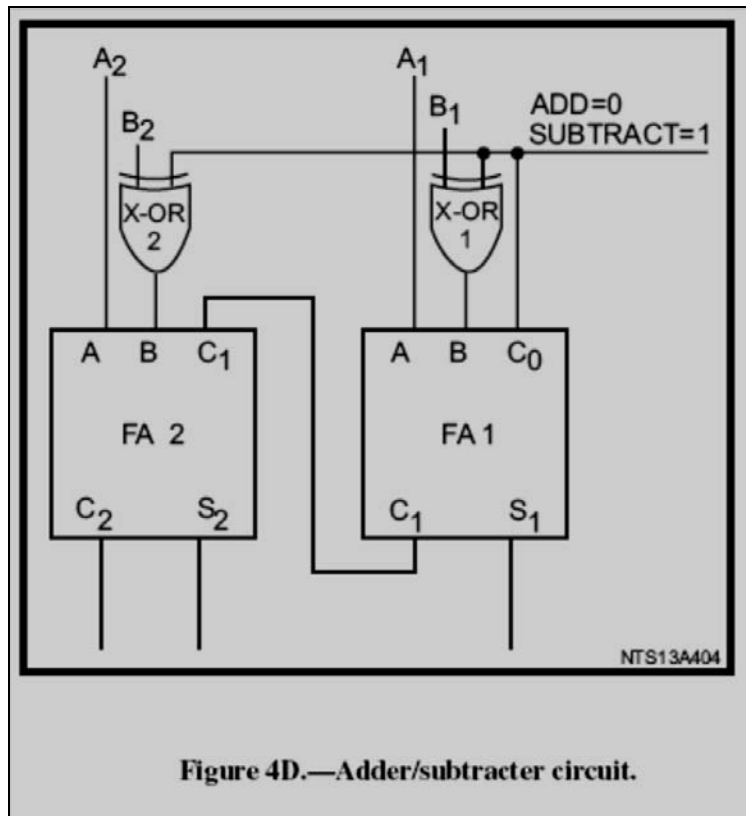 A2 A1
B2 B1 ADD=0
SUBTRACT=1
X-OR X-OR
2 1
A B C1 A B C0
FA 2 FA 1
C2 S2 C1 S1
NTS13A404
Figure 4D.—Adder/subtracter circuit.